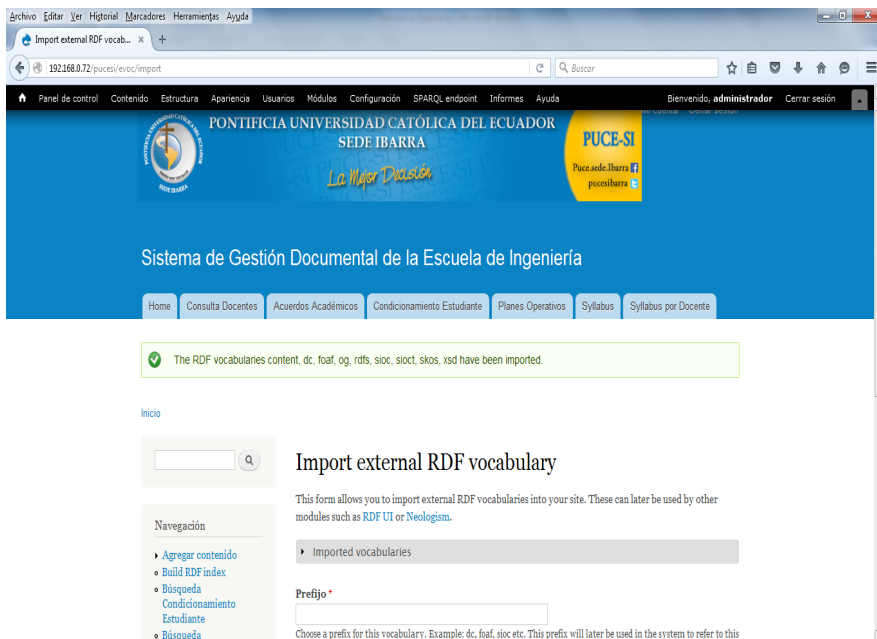 Archivo Editar Ver Historial Marcadores Herramientas Ayuda
Import external RDF vocab... × +
192.168.0.72/pucesi/evoc/import
Buscar
Panel de control Contenido Estructura Apariencia Usuarios Módulos Configuración SPARQL endpoint Informes Ayuda Bienvenido, administrador Cerrar sesión
Mi cuenta Cerrar sesión
PONTIFICIA UNIVERSIDAD CATÓLICA DEL ECUADOR
SEDE IBARRA
La Mejor Decisión
PUCE-SI
Puce.sede.Ibarra
pucesibarra
Sistema de Gestión Documental de la Escuela de Ingeniería
Home Consulta Docentes Acuerdos Académicos Condicionamiento Estudiante Planes Operativos Syllabus Syllabus por Docente
The RDF vocabularies content, dc, foaf, og, rdfs, sioc, sioct, skos, xsd have been imported.
Inicio
Import external RDF vocabulary
This form allows you to import external RDF vocabularies into your site. These can later be used by other
modules such as RDF UI or Neologism.
Imported vocabularies
Navegación
Agregar contenido
Build RDF index
Búsqueda
Condicionamiento
Estudiante
Búsqueda
Prefijo *
Choose a prefix for this vocabulary. Example: dc, foaf, sioc etc. This prefix will later be used in the system to refer to this